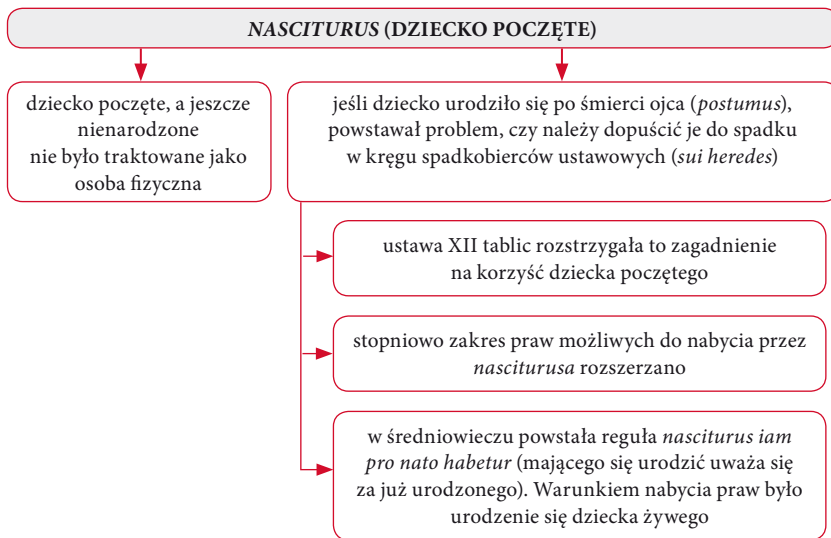 NASCITURUS (DZIECKO POCZĘTE)
dziecko poczęte, a jeszcze
nienarodzone
nie było traktowane jako
osoba fizyczna
jeśli dziecko urodziło się po śmierci ojca (postumus),
powstawał problem, czy należy dopuścić je do spadku
w kręgu spadkobierców ustawowych (sui heredes)
ustawa XII tablic rozstrzygała to zagadnienie
na korzyść dziecka poczętego
stopniowo zakres praw możliwych do nabycia przez
nasciturusa rozszerzano
w średniowieczu powstała reguła nasciturus iam
pro nato habetur (mającego się urodzić uważa się
za już urodzonego). Warunkiem nabycia praw było
urodzenie się dziecka żywego